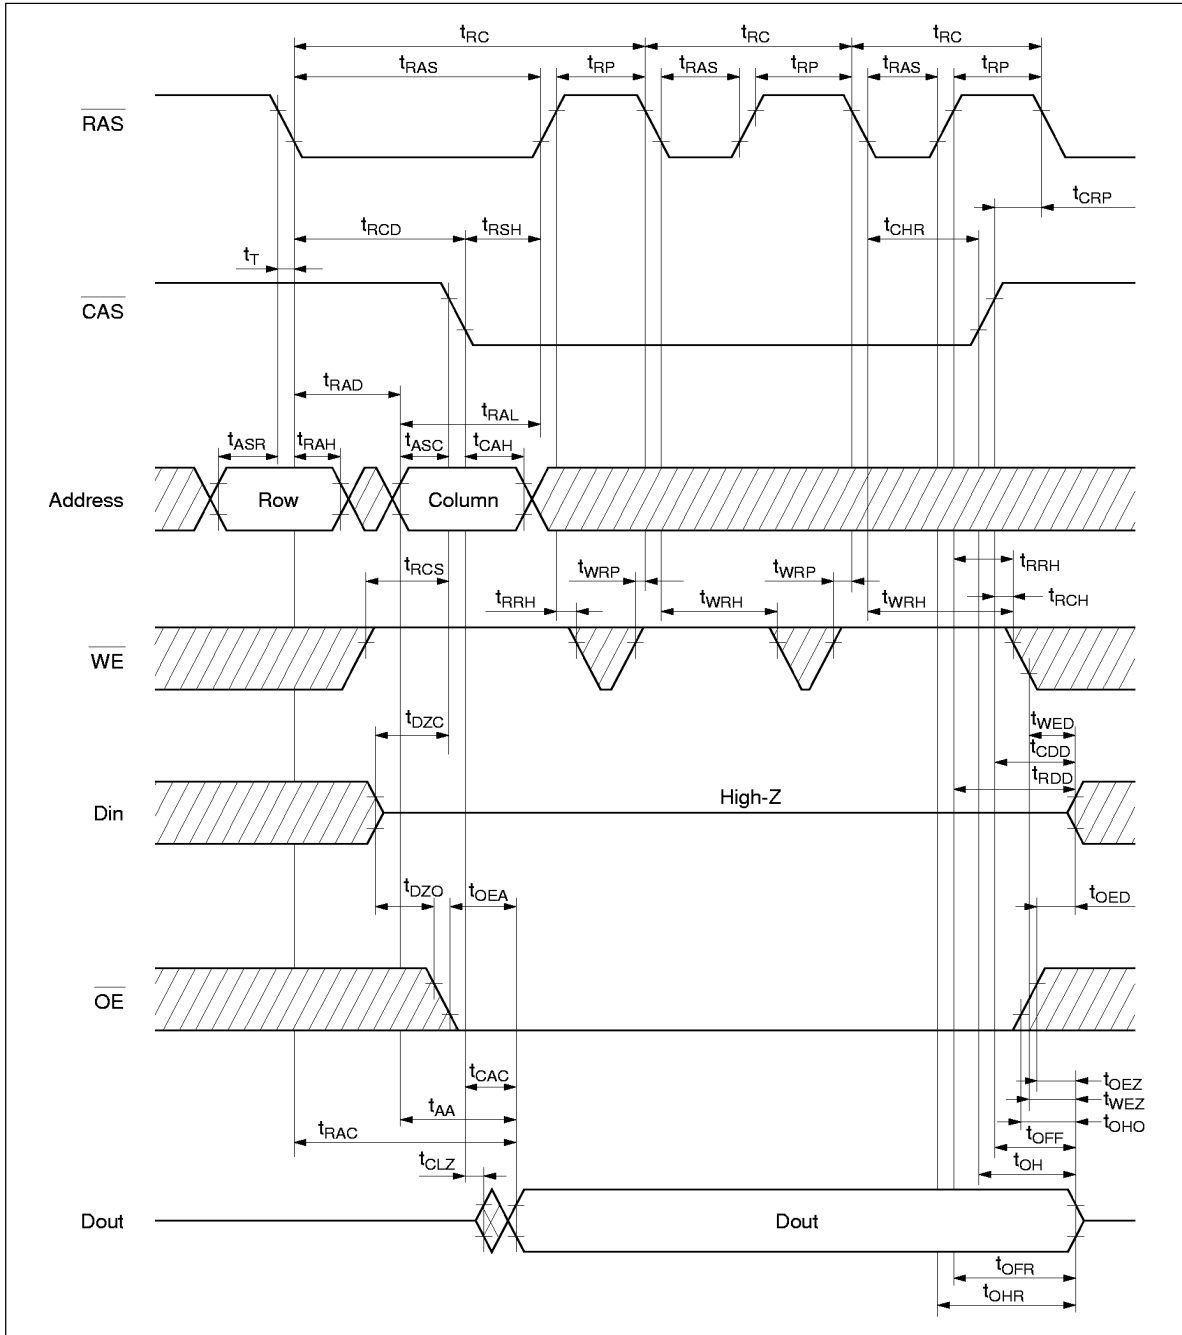 tRC tRC tRC
tRAS tRP tRAS tRP tRAS tRP
RAS
tCRP
tRCD tRSH tCHR
tT
CAS
tRAD
tRAL
tASR tRAH tASC tCAH
Address Row Column
tRCS tWRP tWRP tRRH
tRRH tWRH tWRH tRCH
WE
tDZC tWED
tCDD
tRDD
High-Z
Din
tDZO tOEA tOED
OE
tCAC tOEZ
tWEZ
tAA tOHO
tRAC tOFF
tCLZ tOH
Dout Dout
tOFR
tOHR